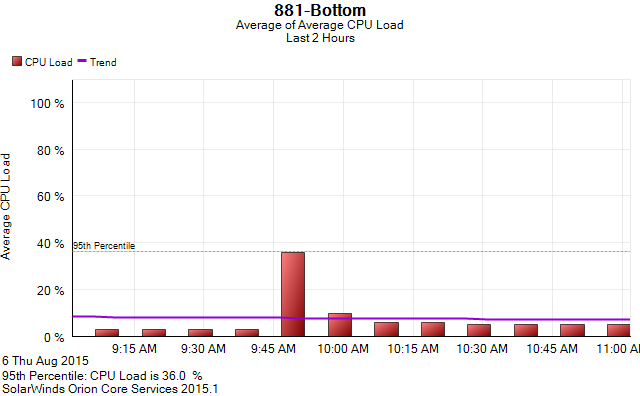 881-Bottom
Average of Average CPU Load
Last 2 Hours
CPU Load Trend
100 %
80 %
60 %
40 %
20 %
0 %
Average CPU Load
95th Percentile
9:15 AM 9:30 AM 9:45 AM 10:00 AM 10:15 AM 10:30 AM 10:45 AM 11:00 AM
6 Thu Aug 2015
95th Percentile: CPU Load is 36.0 %
SolarWinds Orion Core Services 2015.1